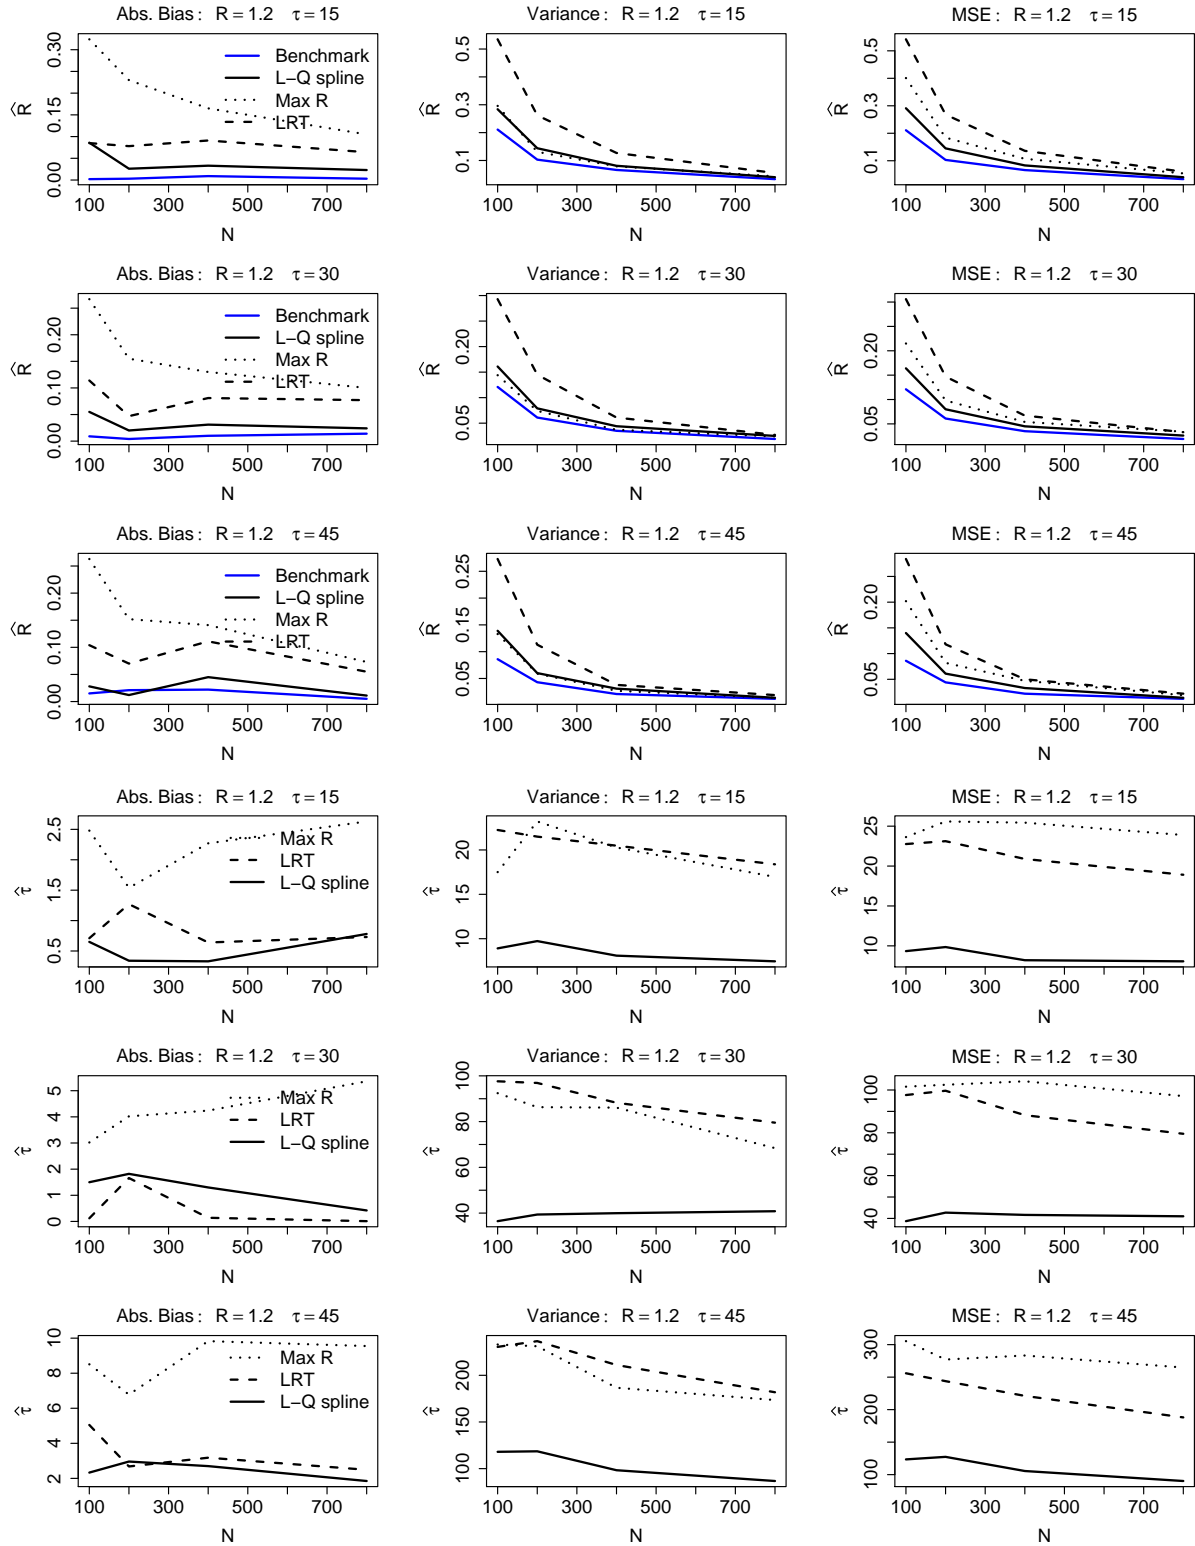 Abs. Bias : R = 1.2 τ = 15
R̂
0.00 0.15 0.30
Benchmark
L−Q spline
Max R
LRT
100 300 500 700
N
Variance : R = 1.2 τ = 15
R̂
0.1 0.3 0.5
100 300 500 700
N
MSE : R = 1.2 τ = 15
R̂
0.1 0.3 0.5
100 300 500 700
N
Abs. Bias : R = 1.2 τ = 30
R̂
0.00 0.10 0.20
Benchmark
L−Q spline
Max R
LRT
100 300 500 700
N
Variance : R = 1.2 τ = 30
R̂
0.05 0.20
100 300 500 700
N
MSE : R = 1.2 τ = 30
R̂
0.05 0.20
100 300 500 700
N
Abs. Bias : R = 1.2 τ = 45
R̂
0.00 0.10 0.20
Benchmark
L−Q spline
Max R
LRT
100 300 500 700
N
Variance : R = 1.2 τ = 45
R̂
0.05 0.15 0.25
100 300 500 700
N
MSE : R = 1.2 τ = 45
R̂
0.05 0.20
100 300 500 700
N
Abs. Bias : R = 1.2 τ = 15
τ̂
0.5 1.5 2.5
Max R
LRT
L−Q spline
100 300 500 700
N
Variance : R = 1.2 τ = 15
τ̂
10 15 20
100 300 500 700
N
MSE : R = 1.2 τ = 15
τ̂
10 15 20 25
100 300 500 700
N
Abs. Bias : R = 1.2 τ = 30
τ̂
0 1 2 3 4 5
Max R
LRT
L−Q spline
100 300 500 700
N
Variance : R = 1.2 τ = 30
τ̂
40 60 80 100
100 300 500 700
N
MSE : R = 1.2 τ = 30
τ̂
40 60 80 100
100 300 500 700
N
Abs. Bias : R = 1.2 τ = 45
τ̂
2 4 6 8 10
Max R
LRT
L−Q spline
100 300 500 700
N
Variance : R = 1.2 τ = 45
τ̂
100 150 200
100 300 500 700
N
MSE : R = 1.2 τ = 45
τ̂
100 200 300
100 300 500 700
N